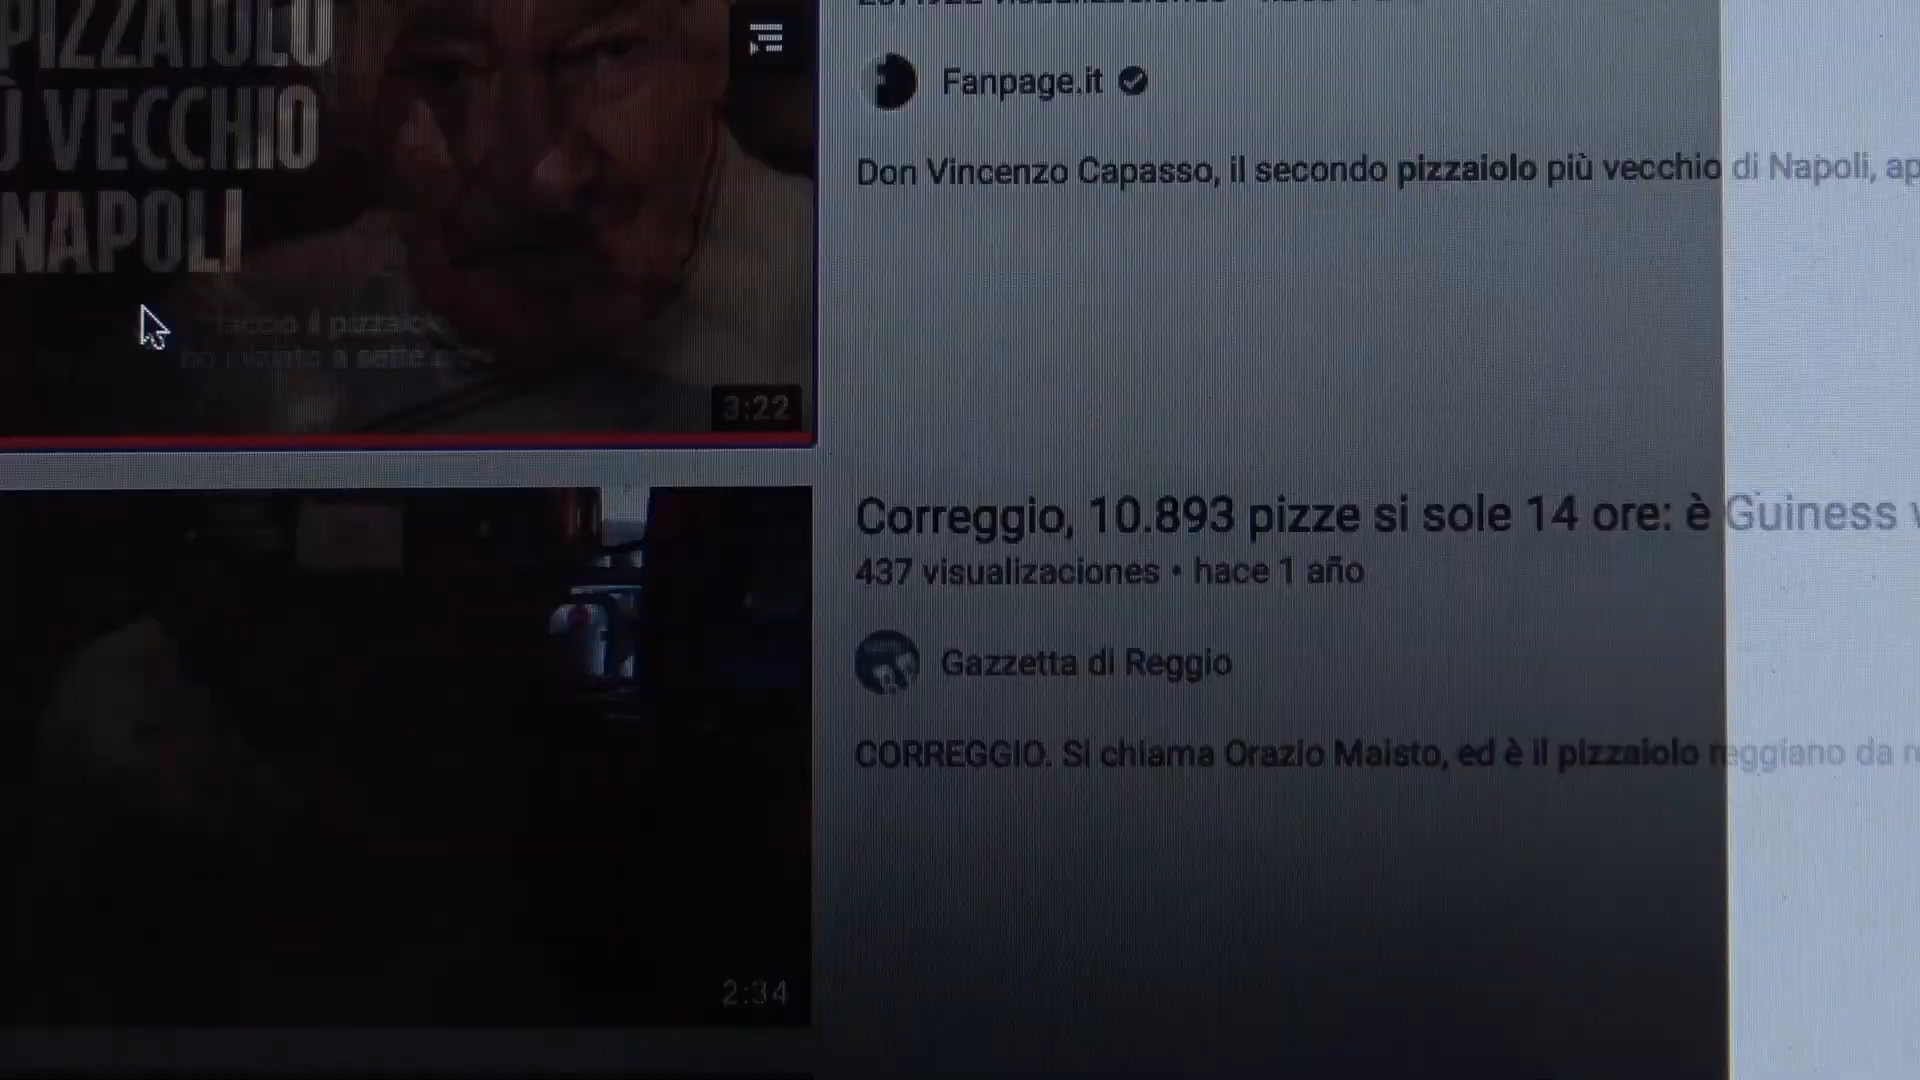 PIZZAIOLO
Ù VECCHIO
NAPOLI
3:22
Fanpage.it
Don Vincenzo Capasso, il secondo pizzaiolo più vecchio di Napoli, ap
Correggio, 10.893 pizze si sole 14 ore: è Guiness
437 visualizaciones • hace 1 año
Gazzetta di Reggio
CORREGGIO. Si chiama Orazio Maisto, ed è il pizzaiolo reggiano da
2:34